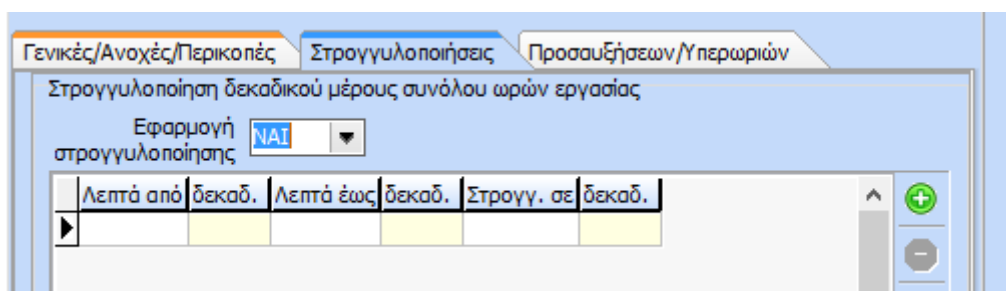 Γενικές/Ανοχές/Περικοπές Στρογγυλοποιήσεις Προσαυξήσεων/Υπερωριών
Στρογγυλοποίηση δεκαδικού μέρους συνόλου ωρών εργασίας
Εφαρμογή
στρογγυλοποίησης ΝΑΙ
Λεπτά από δεκαδ. Λεπτά έως δεκαδ. Στρογγ. σε δεκαδ.